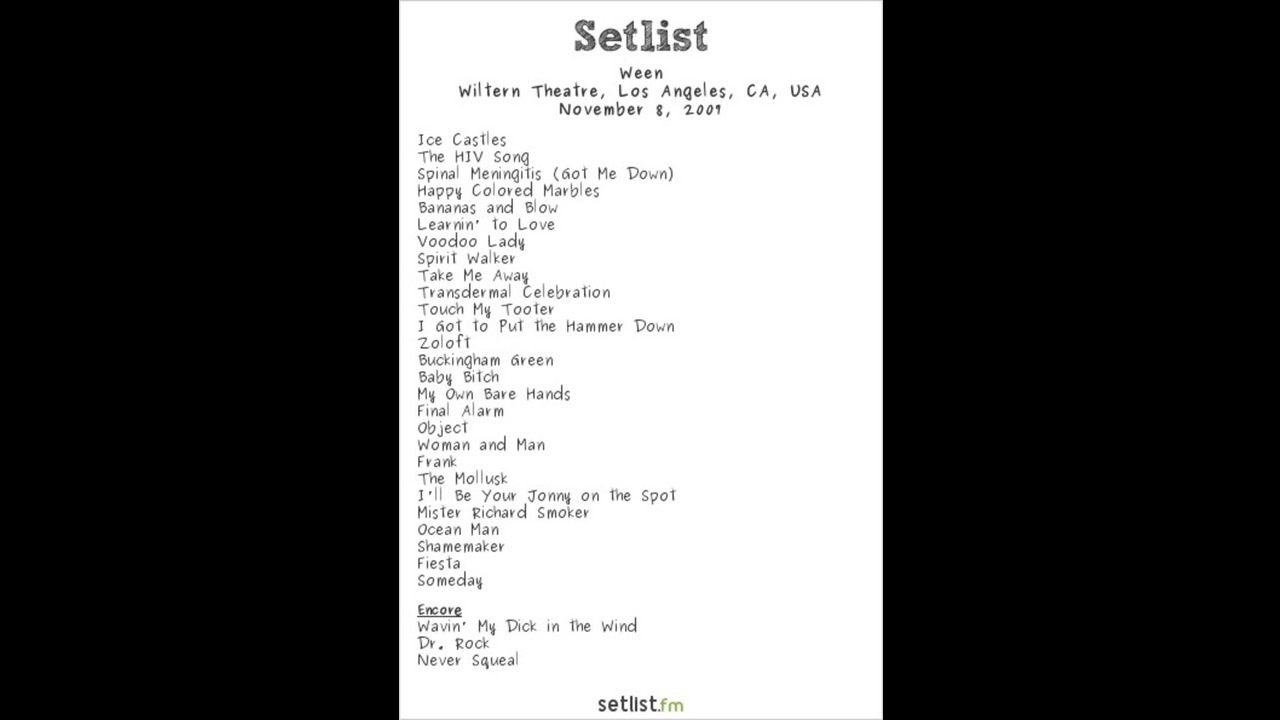 Setlist
Ween
Wiltern Theatre, Los Angeles, CA, USA
November 8, 2009
Ice Castles
The HIV Song
Spinal Meningitis (Got Me Down)
Happy Colored Marbles
Bananas and Blow
Learnin' to Love
Voodoo Lady
Spirit Walker
Take Me Away
Transdermal Celebration
Touch My Tooter
I Got to Put the Hammer Down
Zoloft
Buckingham Green
Baby Bitch
My Own Bare Hands
Final Alarm
Object
Woman and Man
Frank
The Mollusk
I'll Be Your Jonny on the Spot
Mister Richard Smoker
Ocean Man
Shamemaker
Fiesta
Someday
Encore
Wavin' My Dick in the Wind
Dr. Rock
Never Squeal
setlist.fm